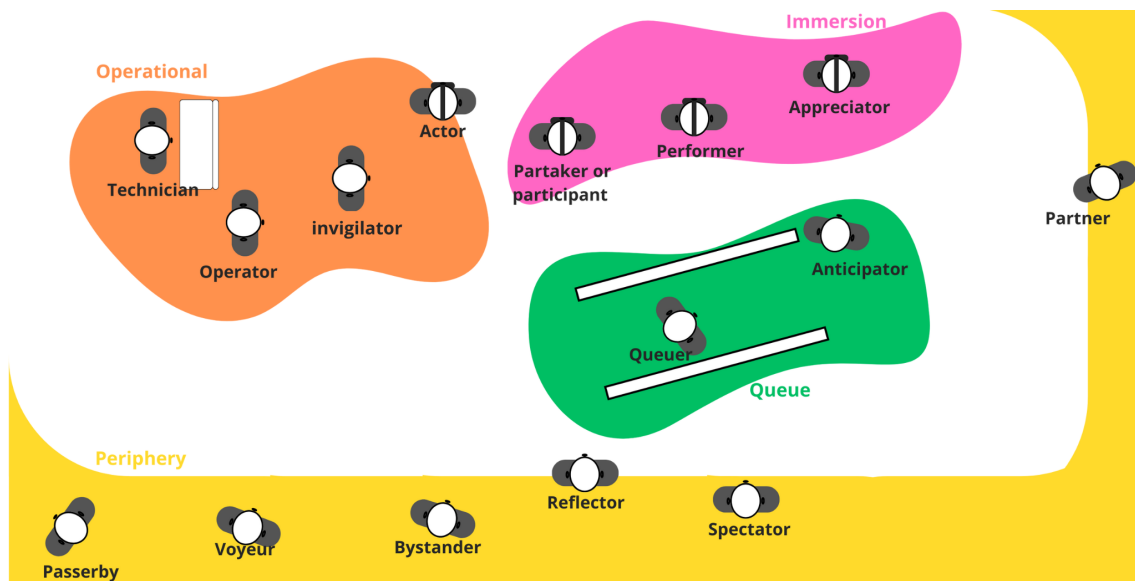 Immersion
Operational
Appreciator
Actor
Performer
Partaker or
participant
Technician
Partner
invigilator
Operator
Anticipator
Queuer
Queue
Periphery
Reflector
Spectator
Bystander
Voyeur
Passerby